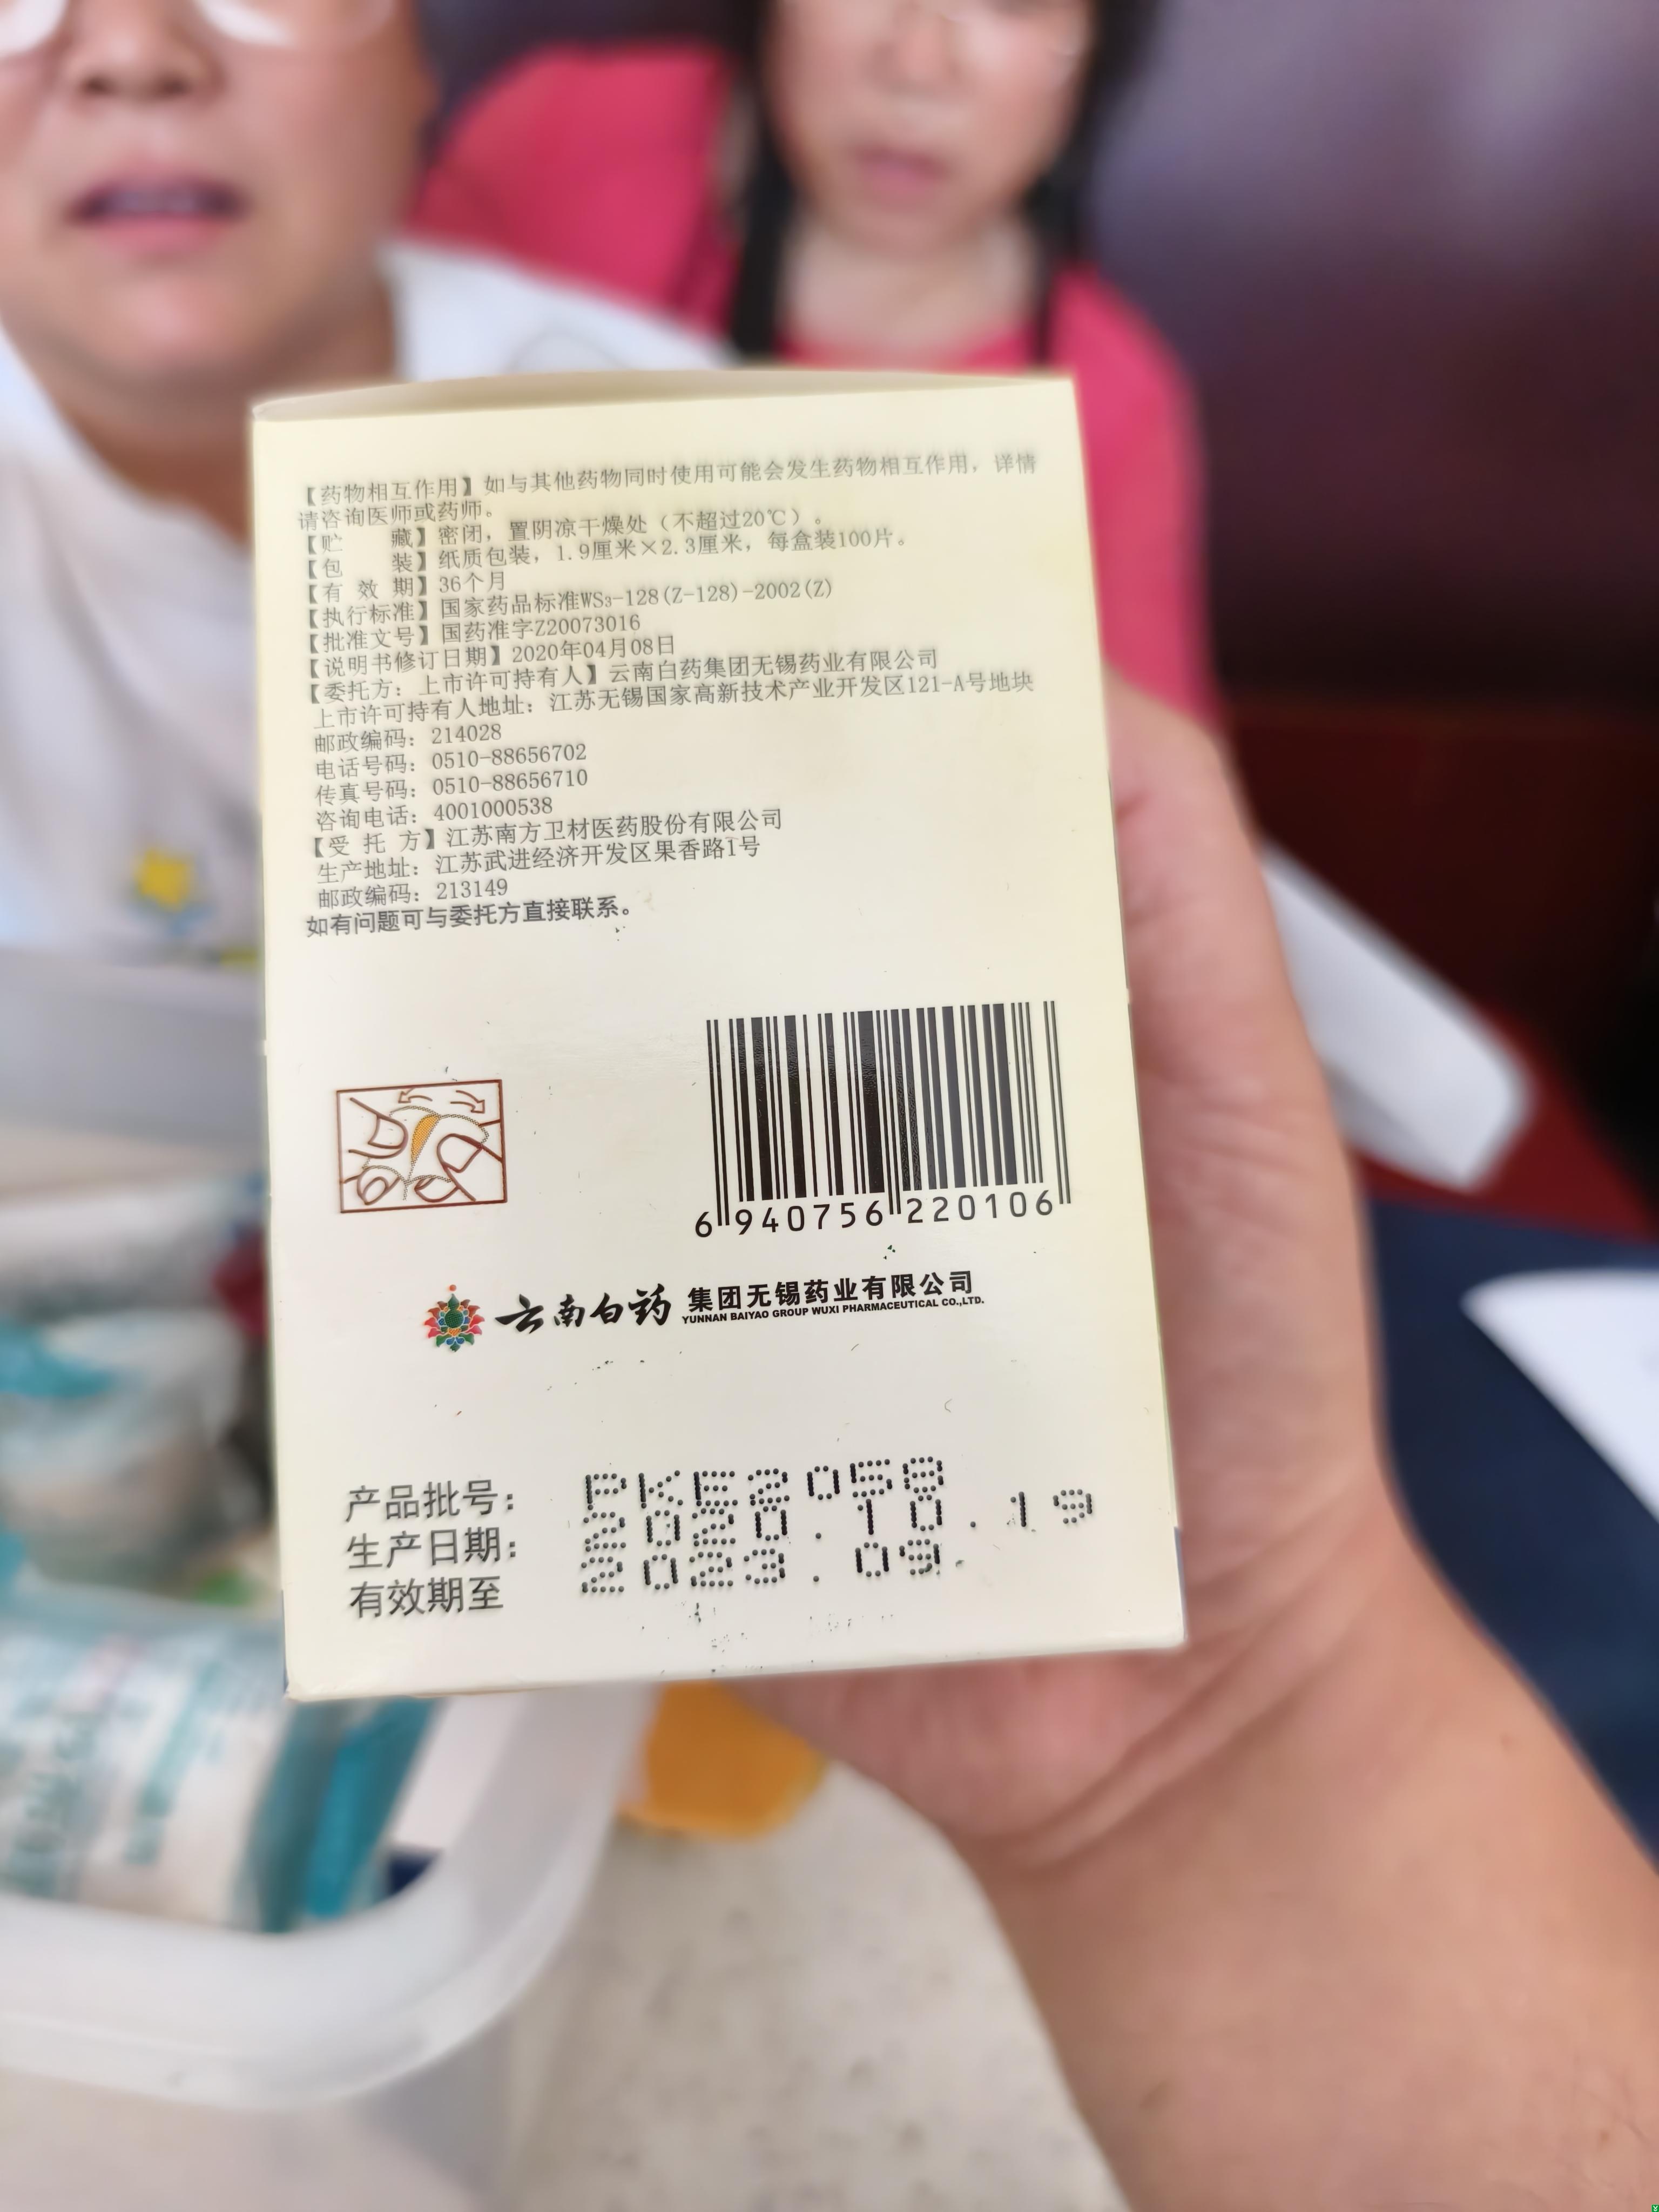 【药物相互作用】如与其他药物同时使用可能会发生药物相互作用，详情
请咨询医师或药师。
【贮 藏】密闭，置阴凉干燥处（不超过20℃）。
【包 装】纸质包装，1.9厘米×2.3厘米，每盒装100片。
【有 效 期】36个月
【执行标准】国家药品标准WS₃-128(Z-128)-2002(Z)
【批准文号】国药准字Z20073016
【说明书修订日期】2020年04月08日
【委托方：上市许可持有人】云南白药集团无锡药业有限公司
上市许可持有人地址：江苏无锡国家高新技术产业开发区121-A号地块
邮政编码：214028
电话号码：0510-88656702
传真号码：0510-88656710
咨询电话：4001000538
【受 托 方】江苏南方卫材医药股份有限公司
生产地址：江苏武进经济开发区果香路1号
邮政编码：213149
如有问题可与委托方直接联系。
6 940756 220106
云南白药 集团无锡药业有限公司
YUNNAN BAIYAO GROUP WUXI PHARMACEUTICAL CO.,LTD.
产品批号： PKE2058
生产日期： 2020.10.19
有效期至 2023.09.